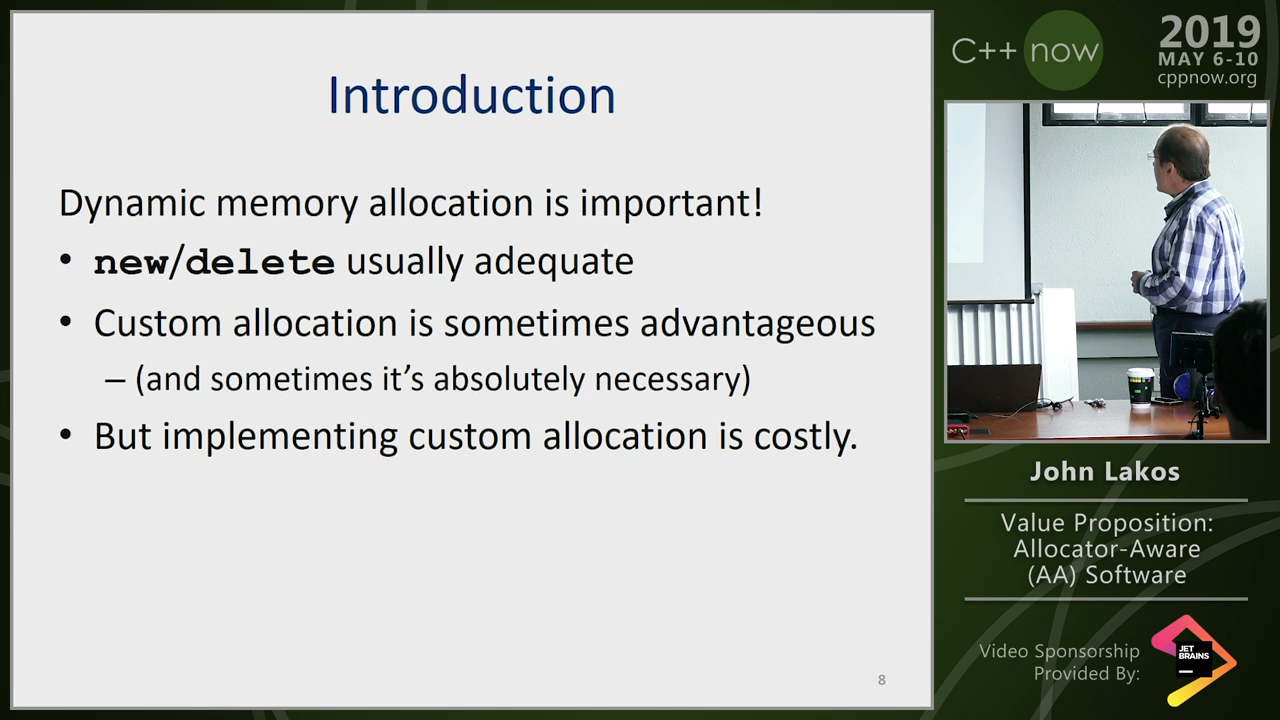 Introduction
Dynamic memory allocation is important!
• new/delete usually adequate
• Custom allocation is sometimes advantageous
– (and sometimes it’s absolutely necessary)
• But implementing custom allocation is costly.
8
C++ now
2019
MAY 6-10
cppnow.org
John Lakos
Value Proposition:
Allocator-Aware
(AA) Software
Video Sponsorship
Provided By:
JET
BRAINS